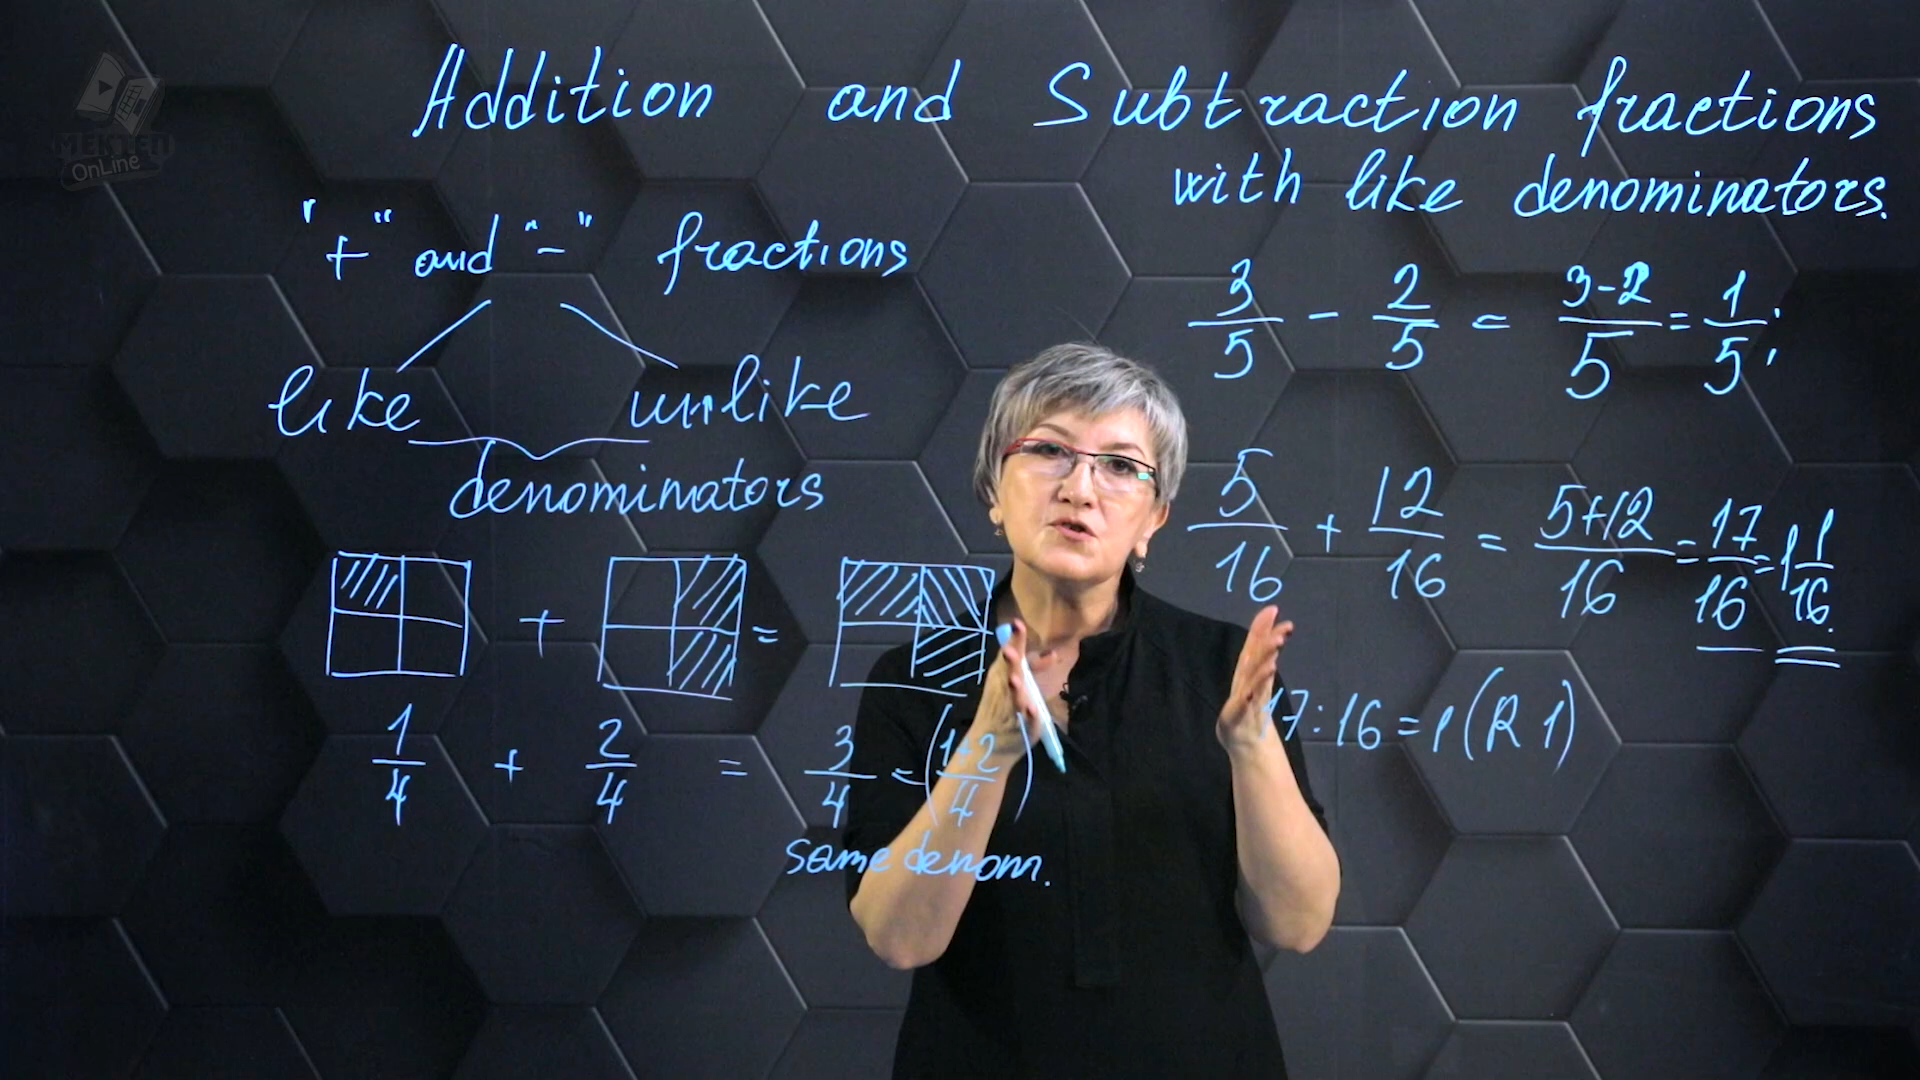 МЕКТЕП
OnLine
Addition and Subtraction fractions
with like denominators.
"+" and "-" fractions
like unlike
denominators
3/5 - 2/5 = 3-2/5 = 1/5;
5/16 + 12/16 = 5+12/16 = 17/16 = 1 1/16.
+ =
1/4 + 2/4 = 3/4 = (1+2/4)
same denom.
17:16=1(R 1)